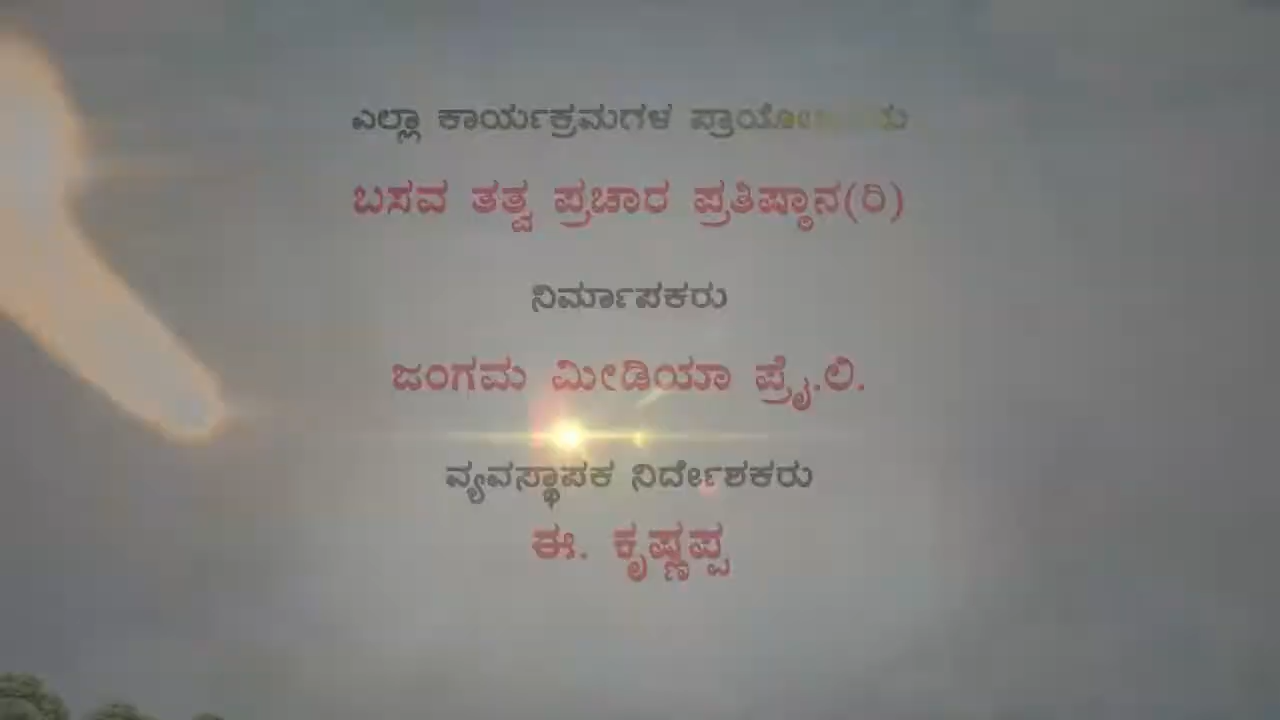 ಎಲ್ಲಾ ಕಾರ್ಯಕ್ರಮಗಳ
ಬಸವ ತತ್ವ ಪ್ರಚಾರ ಪ್ರತಿಷ್ಠಾನ(ರಿ)
ನಿರ್ಮಾಪಕರು
ಜಂಗಮ ಮೀಡಿಯಾ ಪ್ರೈ.ಲಿ.
ವ್ಯವಸ್ಥಾಪಕ ನಿರ್ದೇಶಕರು
ಈ. ಕೃಷ್ಣಪ್ಪ